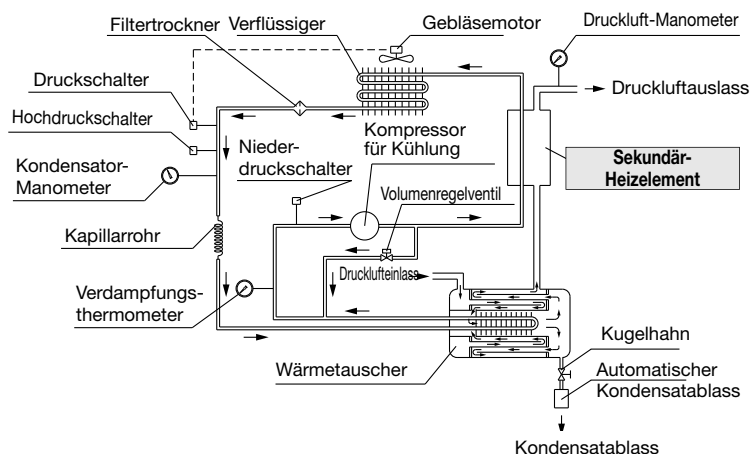 Filtertrockner
Verflüssiger
Gebläsemotor
Druckluft-Manometer
Druckschalter
Druckluftauslass
Hochdruckschalter
Nieder-
druckschalter
Kompressor
für Kühlung
Kondensator-
Manometer
Sekundär-
Heizelement
Volumenregelventil
Kapillarrohr
Drucklufteinlass
Verdampfungs-
thermometer
Wärmetauscher
Kugelhahn
Automatischer
Kondensatablass
Kondensatablass